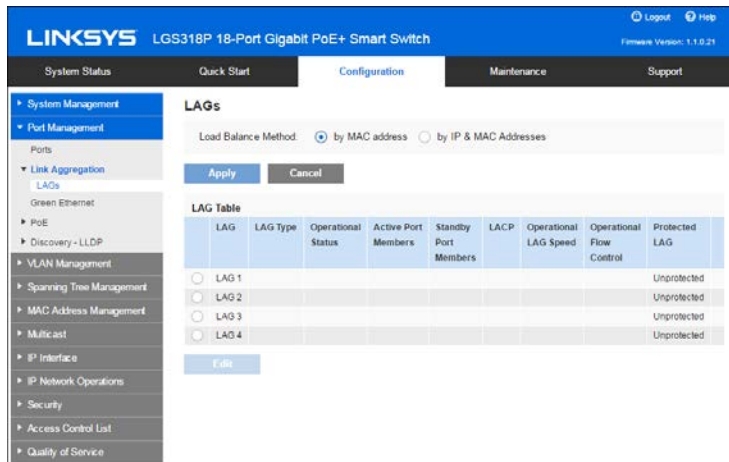 Logout Help
LINKSYS LGS318P 18-Port Gigabit PoE+ Smart Switch
Firmware Version: 1.1.0.21
System Status Quick Start Configuration Maintenance Support
System Management
Port Management
Ports
Link Aggregation
LAGs
Green Ethernet
PoE
Discovery - LLDP
VLAN Management
Spanning Tree Management
MAC Address Management
Multicast
IP Interface
IP Network Operations
Security
Access Control List
Quality of Service
LAGs
Load Balance Method: by MAC address by IP & MAC Addresses
Apply Cancel
LAG Table
LAG LAG Type Operational Status Active Port Members Standby Port Members LACP Operational LAG Speed Operational Flow Control Protected LAG
LAG 1 Unprotected
LAG 2 Unprotected
LAG 3 Unprotected
LAG 4 Unprotected
Edit